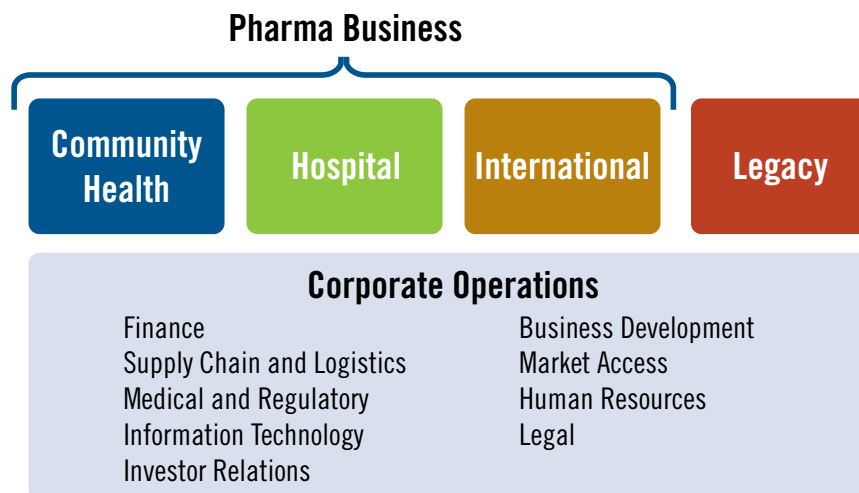 Pharma Business
Community
Health
Hospital
International
Legacy
Corporate Operations
Finance
Supply Chain and Logistics
Medical and Regulatory
Information Technology
Investor Relations
Business Development
Market Access
Human Resources
Legal